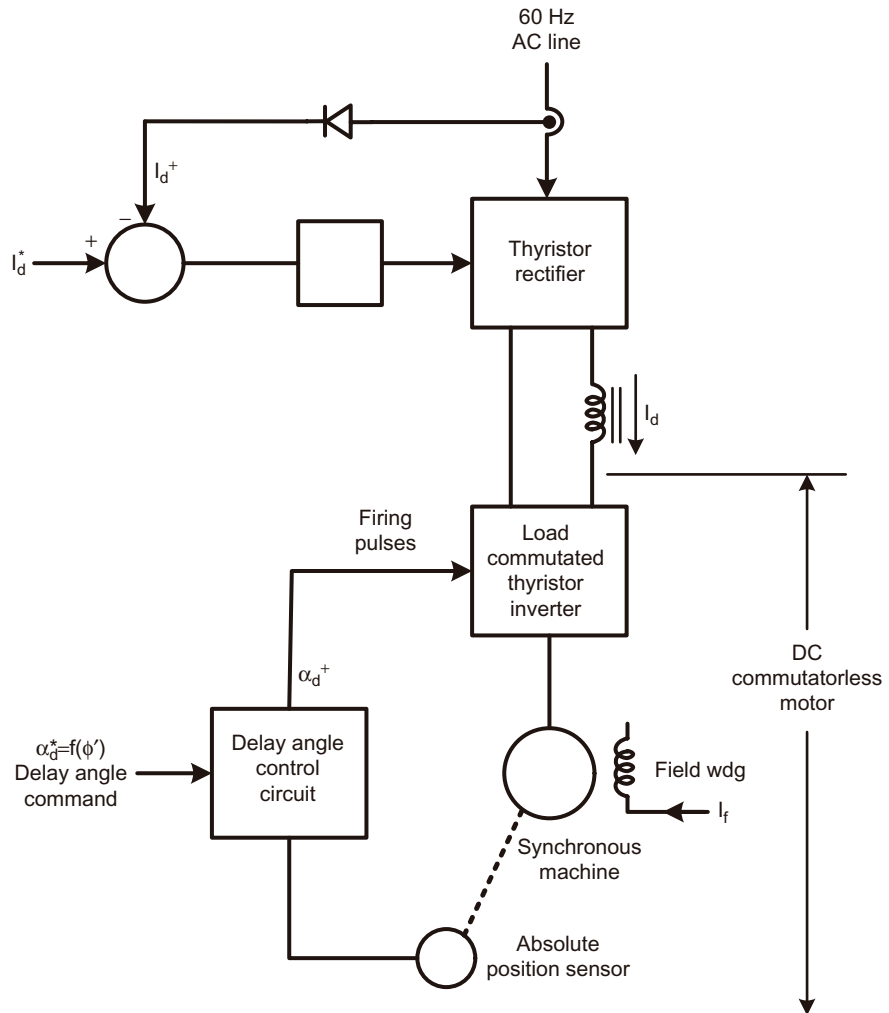 60 Hz
AC line
I_d⁺
−
+
I_d*
Thyristor
rectifier
I_d
Firing
pulses
Load
commutated
thyristor
inverter
α_d⁺
DC
commutatorless
motor
α_d*=f(ϕ′)
Delay angle
command
Delay angle
control
circuit
Field wdg
I_f
Synchronous
machine
Absolute
position sensor